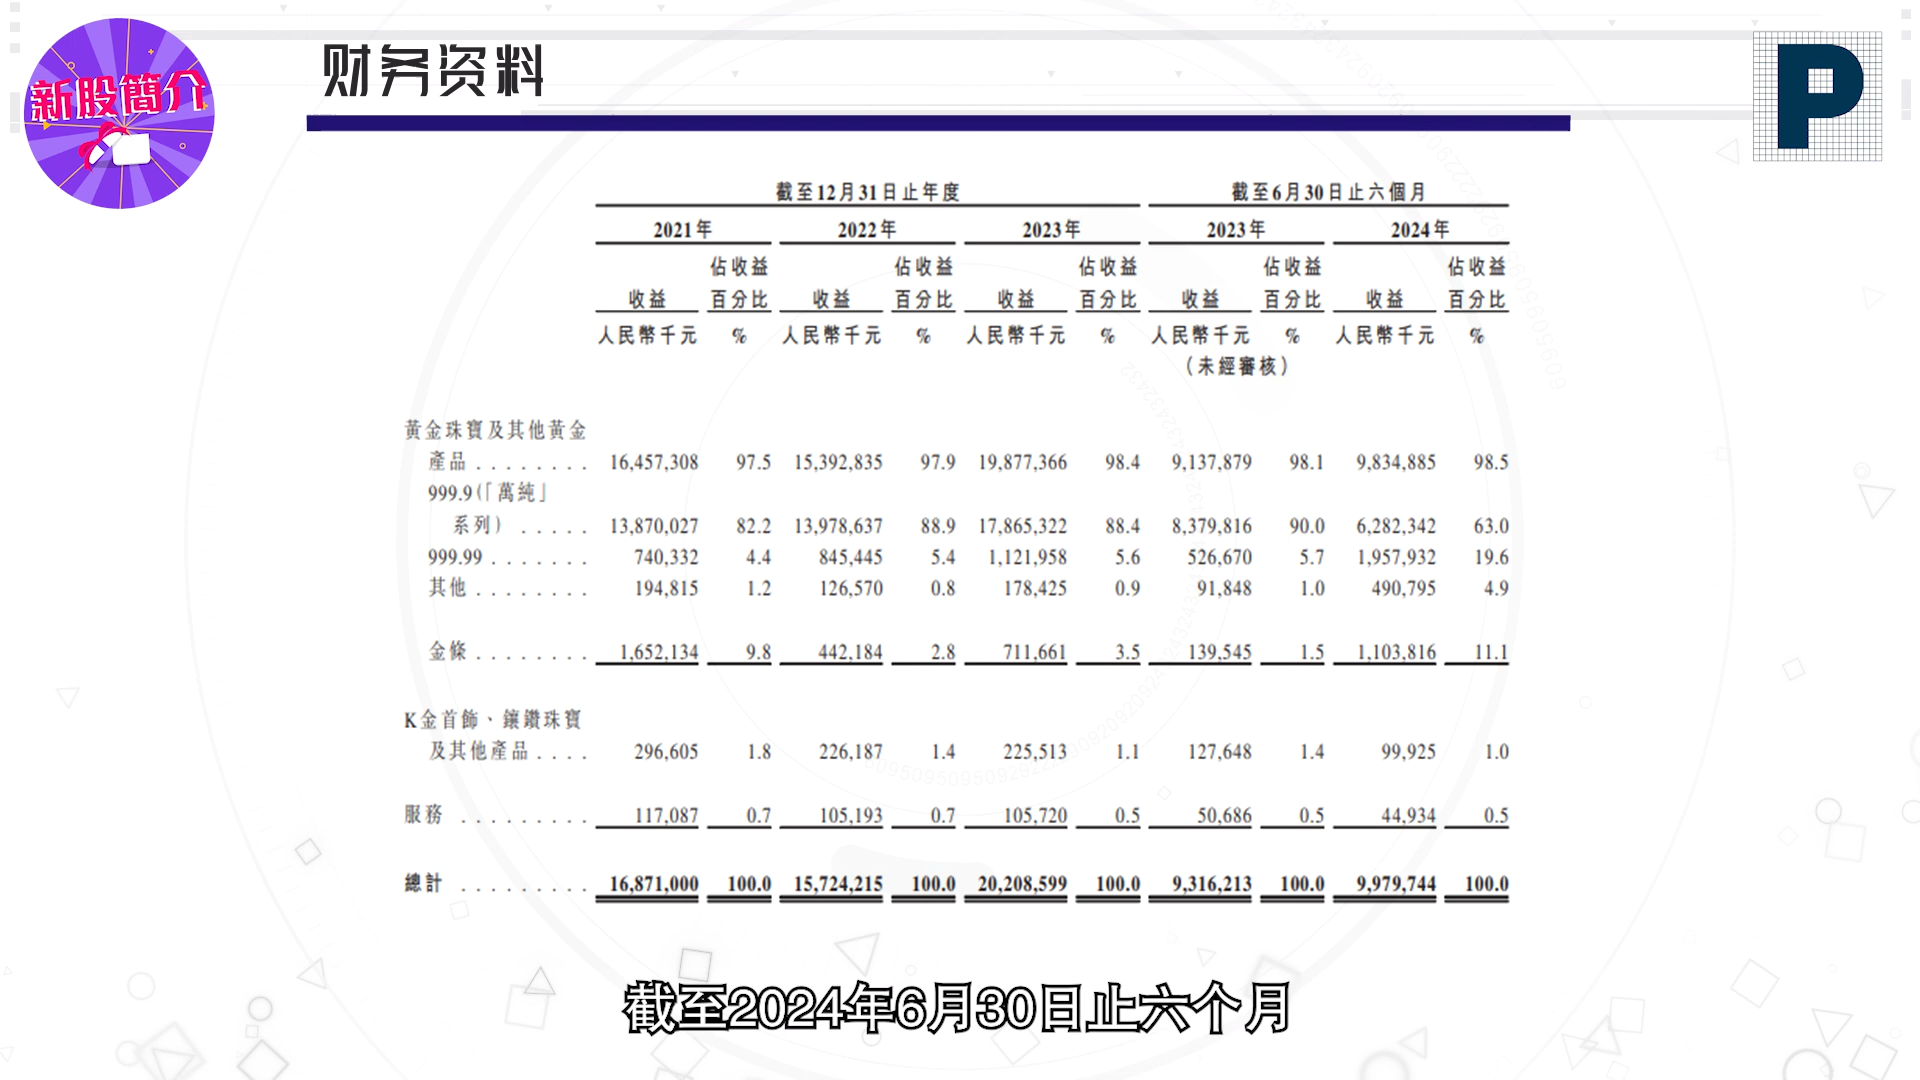 新股簡介
财务资料
P
截至12月31日止年度 截至6月30日止六個月
2021年 2022年 2023年 2023年 2024年
佔收益 佔收益 佔收益 佔收益 佔收益
收益 百分比 收益 百分比 收益 百分比 收益 百分比 收益 百分比
人民幣千元 % 人民幣千元 % 人民幣千元 % 人民幣千元 % 人民幣千元 %
(未經審核)
黃金珠寶及其他黃金
產品 ........ 16,457,308 97.5 15,392,835 97.9 19,877,366 98.4 9,137,879 98.1 9,834,885 98.5
999.9(「萬純」
系列) ..... 13,870,027 82.2 13,978,637 88.9 17,865,322 88.4 8,379,816 90.0 6,282,342 63.0
999.99 ....... 740,332 4.4 845,445 5.4 1,121,958 5.6 526,670 5.7 1,957,932 19.6
其他 ........ 194,815 1.2 126,570 0.8 178,425 0.9 91,848 1.0 490,795 4.9
金條 ........ 1,652,134 9.8 442,184 2.8 711,661 3.5 139,545 1.5 1,103,816 11.1
K金首飾、鑲鑽珠寶
及其他產品 .... 296,605 1.8 226,187 1.4 225,513 1.1 127,648 1.4 99,925 1.0
服務 ......... 117,087 0.7 105,193 0.7 105,720 0.5 50,686 0.5 44,934 0.5
總計 ......... 16,871,000 100.0 15,724,215 100.0 20,208,599 100.0 9,316,213 100.0 9,979,744 100.0
截至2024年6月30日止六个月